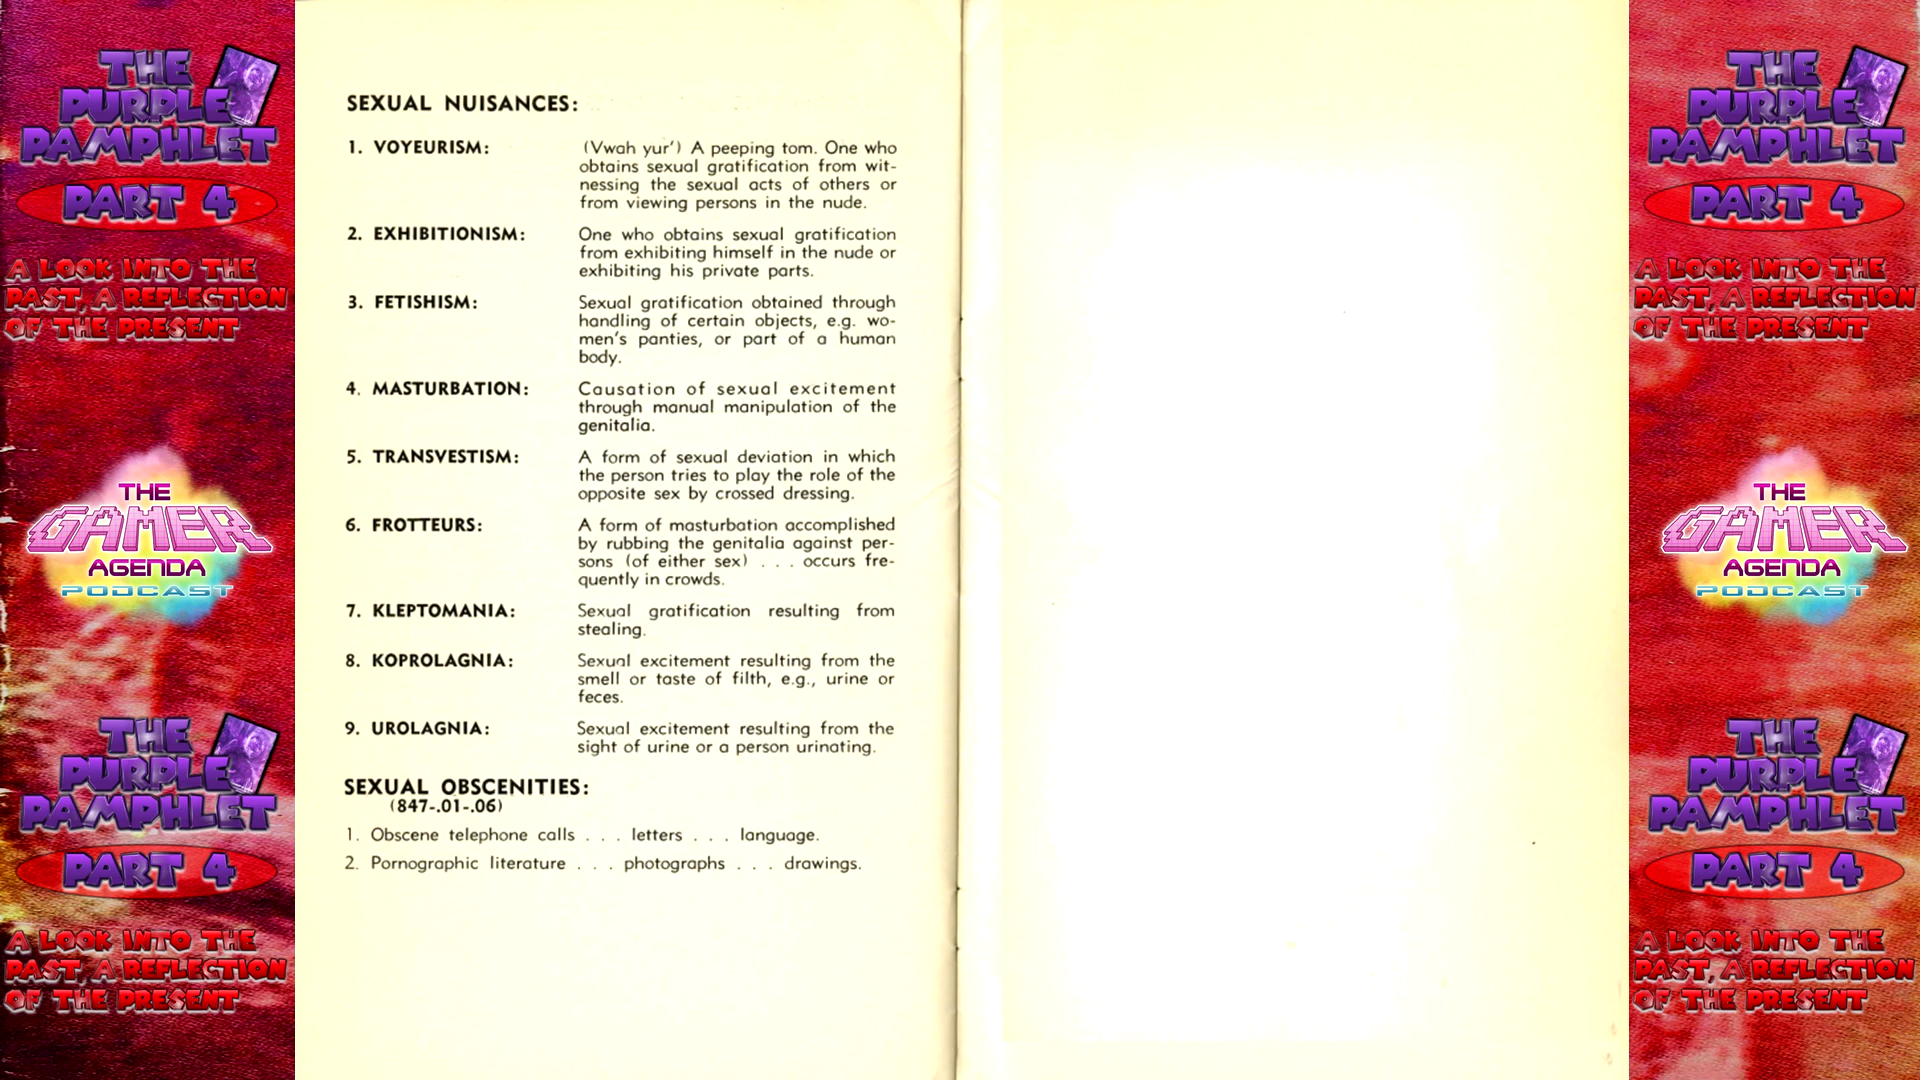 THE
PURPLE
PAMPHLET
PART 4
A LOOK INTO THE
PAST, A REFLECTION
OF THE PRESENT
THE
GAMER
AGENDA
PODCAST
THE
PURPLE
PAMPHLET
PART 4
A LOOK INTO THE
PAST, A REFLECTION
OF THE PRESENT
SEXUAL NUISANCES:
1. VOYEURISM: (Vwah yur') A peeping tom. One who
obtains sexual gratification from wit-
nessing the sexual acts of others or
from viewing persons in the nude.
2. EXHIBITIONISM: One who obtains sexual gratification
from exhibiting himself in the nude or
exhibiting his private parts.
3. FETISHISM: Sexual gratification obtained through
handling of certain objects, e.g. wo-
men's panties, or part of a human
body.
4. MASTURBATION: Causation of sexual excitement
through manual manipulation of the
genitalia.
5. TRANSVESTISM: A form of sexual deviation in which
the person tries to play the role of the
opposite sex by crossed dressing.
6. FROTTEURS: A form of masturbation accomplished
by rubbing the genitalia against per-
sons (of either sex) . . . occurs fre-
quently in crowds.
7. KLEPTOMANIA: Sexual gratification resulting from
stealing.
8. KOPROLAGNIA: Sexual excitement resulting from the
smell or taste of filth, e.g., urine or
feces.
9. UROLAGNIA: Sexual excitement resulting from the
sight of urine or a person urinating.
SEXUAL OBSCENITIES:
(847-.01-.06)
1. Obscene telephone calls . . . letters . . . language.
2. Pornographic literature . . . photographs . . . drawings.
THE
PURPLE
PAMPHLET
PART 4
A LOOK INTO THE
PAST, A REFLECTION
OF THE PRESENT
THE
GAMER
AGENDA
PODCAST
THE
PURPLE
PAMPHLET
PART 4
A LOOK INTO THE
PAST, A REFLECTION
OF THE PRESENT